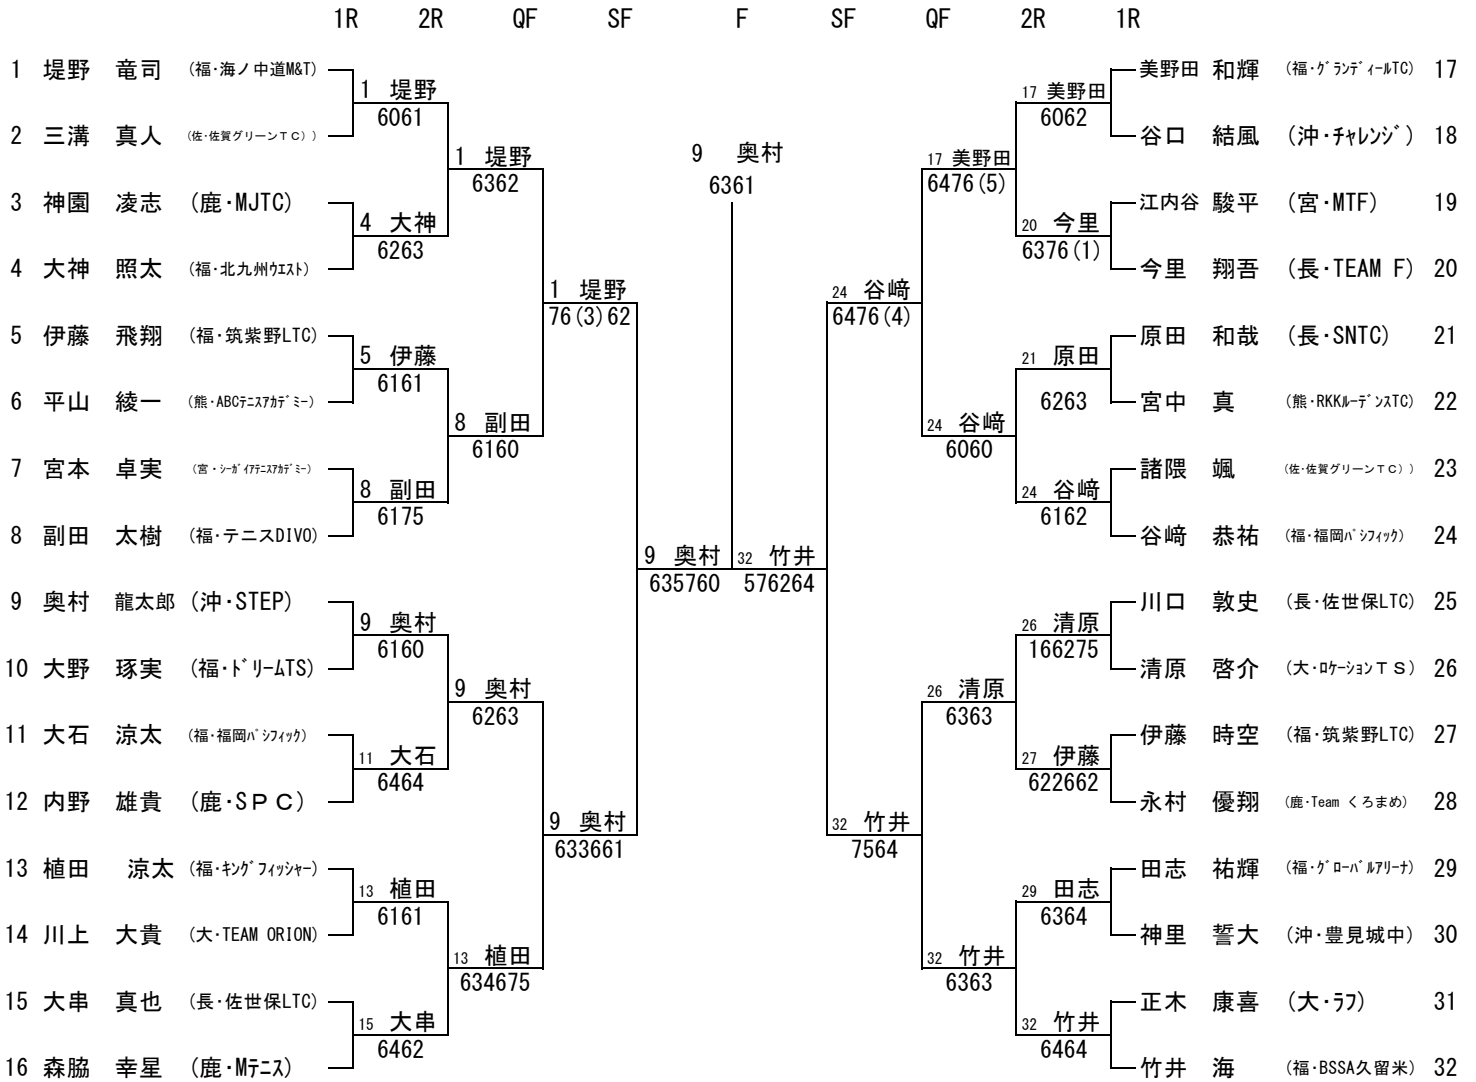 1R 2R QF SF F SF QF 2R 1R
1 堤野 竜司 (福・海ノ中道M&T)
2 三溝 真人 (佐・佐賀グリーンＴＣ))
3 神園 凌志 (鹿・MJTC)
4 大神 照太 (福・北九州ｳｴｽﾄ)
5 伊藤 飛翔 (福・筑紫野LTC)
6 平山 綾一 (熊・ABCﾃﾆｽｱｶﾃﾞﾐｰ)
7 宮本 卓実 (宮・ｼｰｶﾞｲｱﾃﾆｽｱｶﾃﾞﾐｰ)
8 副田 太樹 (福・テニスDIVO)
9 奥村 龍太郎 (沖・STEP)
10 大野 琢実 (福・ﾄﾞﾘｰﾑTS)
11 大石 涼太 (福・福岡ﾊﾟｼﾌｨｯｸ)
12 内野 雄貴 (鹿・SＰＣ)
13 植田 涼太 (福・ｷﾝｸﾞﾌｨｯｼｬｰ)
14 川上 大貴 (大・TEAM ORION)
15 大串 真也 (長・佐世保LTC)
16 森脇 幸星 (鹿・Mﾃﾆｽ)
1 堤野
6061
4 大神
6263
5 伊藤
6161
8 副田
6175
9 奥村
6160
11 大石
6464
13 植田
6161
15 大串
6462
1 堤野
6362
8 副田
6160
9 奥村
6263
13 植田
634675
1 堤野
76(3)62
9 奥村
633661
9 奥村
635760
9 奥村
6361
32 竹井
576264
24 谷﨑
6476(4)
32 竹井
7564
17 美野田
6476(5)
24 谷﨑
6060
26 清原
6363
32 竹井
6363
17 美野田
6062
20 今里
6376(1)
21 原田
6263
24 谷﨑
6162
26 清原
166275
27 伊藤
622662
29 田志
6364
32 竹井
6464
美野田 和輝 (福・ｸﾞﾗﾝﾃﾞｨｰﾙTC) 17
谷口 結風 (沖・ﾁｬﾚﾝｼﾞ) 18
江内谷 駿平 (宮・MTF) 19
今里 翔吾 (長・TEAM F) 20
原田 和哉 (長・SNTC) 21
宮中 真 (熊・RKKﾙｰﾃﾞﾝｽTC) 22
諸隈 颯 (佐・佐賀グリーンＴＣ)) 23
谷﨑 恭祐 (福・福岡ﾊﾟｼﾌｨｯｸ) 24
川口 敦史 (長・佐世保LTC) 25
清原 啓介 (大・ﾛｹｰｼｮﾝＴＳ) 26
伊藤 時空 (福・筑紫野LTC) 27
永村 優翔 (鹿・Team くろまめ) 28
田志 祐輝 (福・ｸﾞﾛｰﾊﾞﾙｱﾘｰﾅ) 29
神里 誓大 (沖・豊見城中) 30
正木 康喜 (大・ﾗﾌ) 31
竹井 海 (福・BSSA久留米) 32